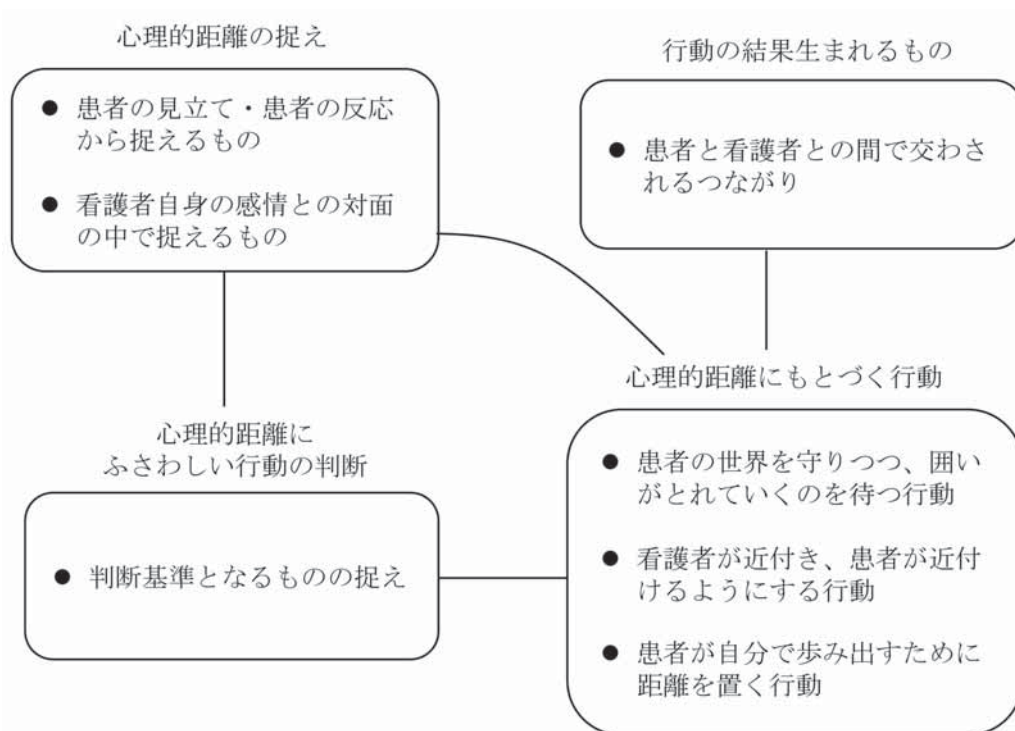 心理的距離の捉え
● 患者の見立て・患者の反応
から捉えるもの
● 看護者自身の感情との対面
の中で捉えるもの
行動の結果生まれるもの
● 患者と看護者との間で交わさ
れるつながり
心理的距離に
ふさわしい行動の判断
● 判断基準となるものの捉え
心理的距離にもとづく行動
● 患者の世界を守りつつ、囲い
がとれていくのを待つ行動
● 看護者が近付き、患者が近付
けるようにする行動
● 患者が自分で歩み出すために
距離を置く行動